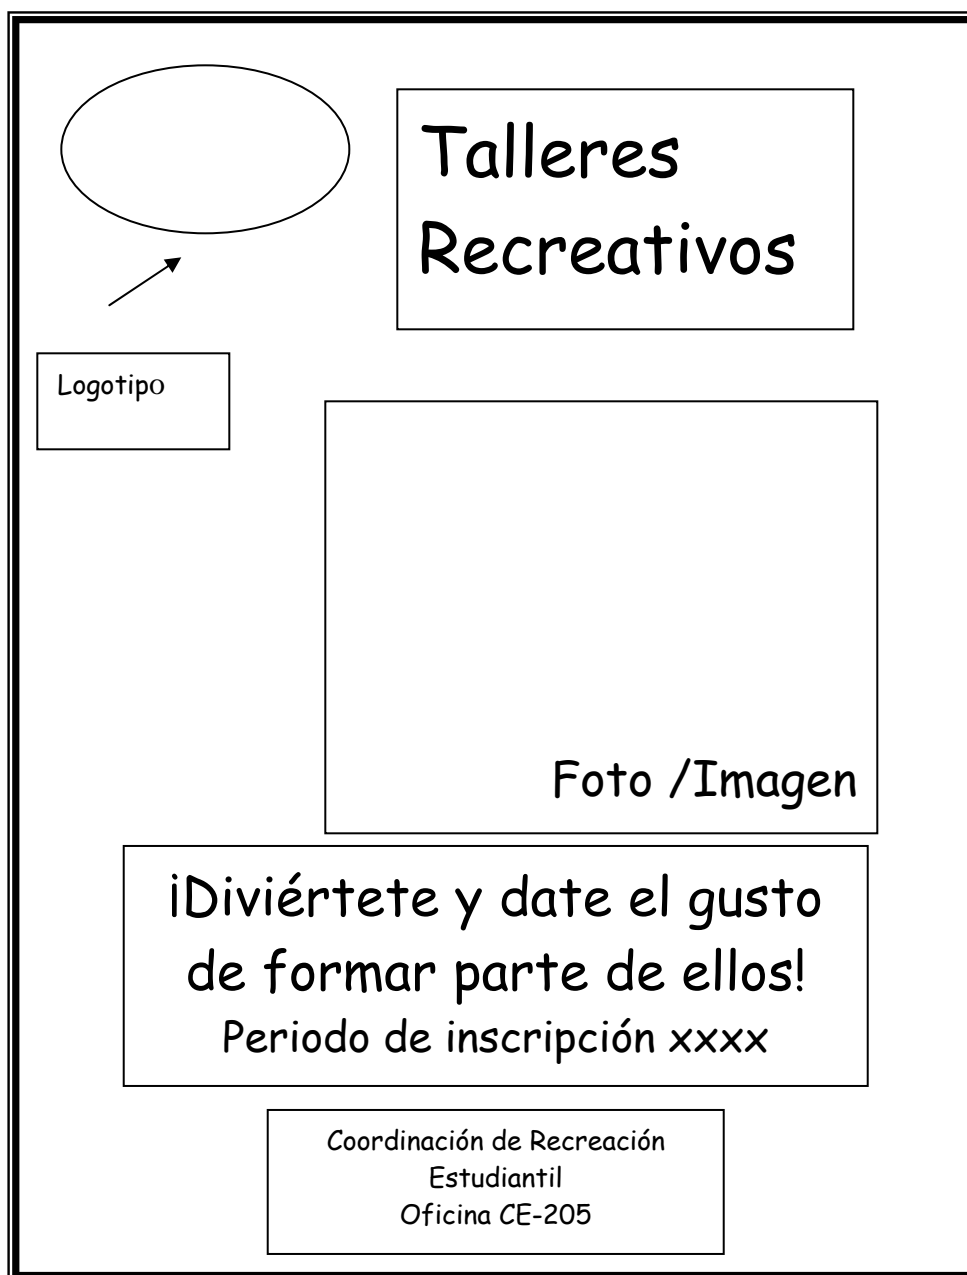 Talleres
Recreativos
Logotipo
Foto /Imagen
¡Diviértete y date el gusto
de formar parte de ellos!
Periodo de inscripción xxxx
Coordinación de Recreación
Estudiantil
Oficina CE-205